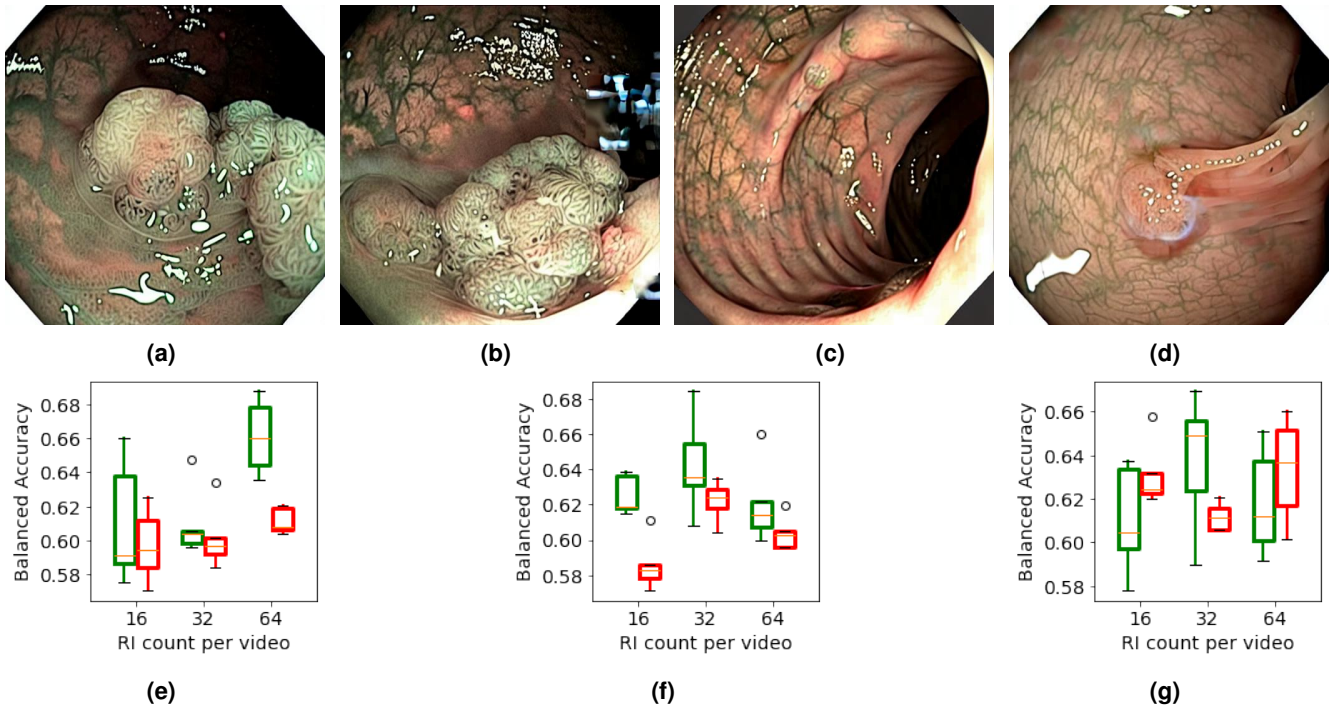 (a) (b) (c) (d)
Balanced Accuracy
0.68
0.66
0.64
0.62
0.60
0.58
16 32 64
RI count per video
(e)
Balanced Accuracy
0.68
0.66
0.64
0.62
0.60
0.58
16 32 64
RI count per video
(f)
Balanced Accuracy
0.66
0.64
0.62
0.60
0.58
16 32 64
RI count per video
(g)